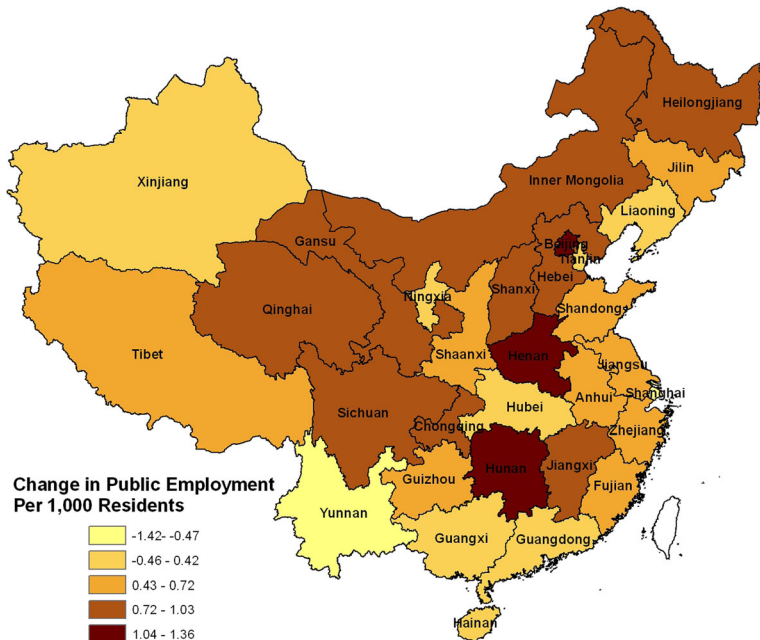 Heilongjiang
Jilin
Xinjiang
Inner Mongolia
Liaoning
Gansu
Beijing
Tianjin
Hebei
Ningxia
Shanxi
Qinghai
Shandong
Tibet
Shaanxi
Henan
Jiangsu
Shanghai
Anhui
Hubei
Sichuan
Chongqing
Zhejiang
Hunan
Jiangxi
Guizhou
Fujian
Change in Public Employment
Per 1,000 Residents
Yunnan
Guangxi
Guangdong
-1.42- -0.47
-0.46 - 0.42
0.43 - 0.72
0.72 - 1.03
1.04 - 1.36
Hainan